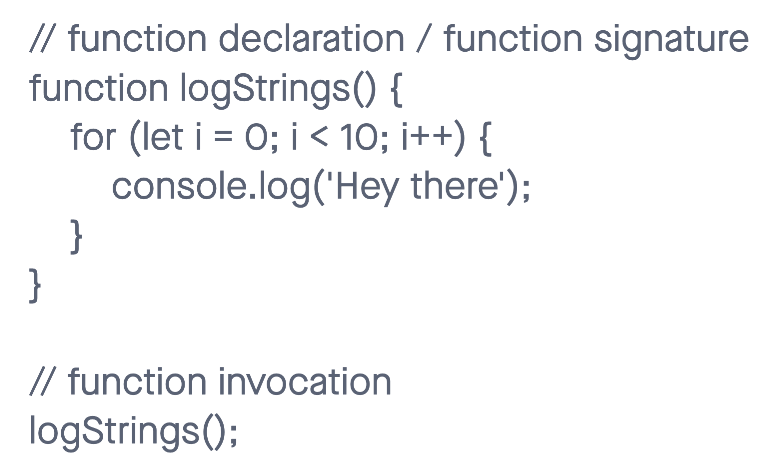 // function declaration / function signature
function logStrings() {
    for (let i = 0; i < 10; i++) {
        console.log('Hey there');
    }
}

// function invocation
logStrings();